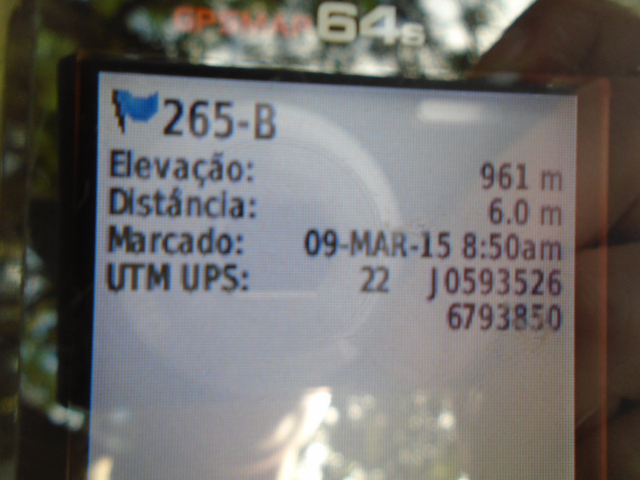 GPSMAP 64s
265-B
Elevação: 961 m
Distância: 6.0 m
Marcado: 09-MAR-15 8:50am
UTM UPS: 22 J0593526
6793850